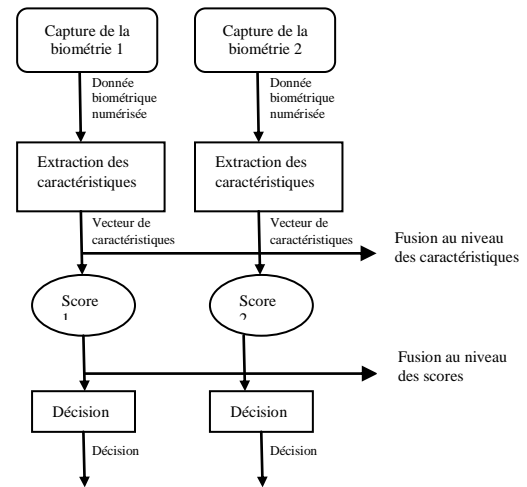 Capture de la
biométrie 1
Capture de la
biométrie 2
Donnée
biométrique
numérisée
Donnée
biométrique
numérisée
Extraction des
caractéristiques
Extraction des
caractéristiques
Vecteur de
caractéristiques
Vecteur de
caractéristiques
Fusion au niveau
des caractéristiques
Score
1
Score
2
Fusion au niveau
des scores
Décision
Décision
Décision
Décision